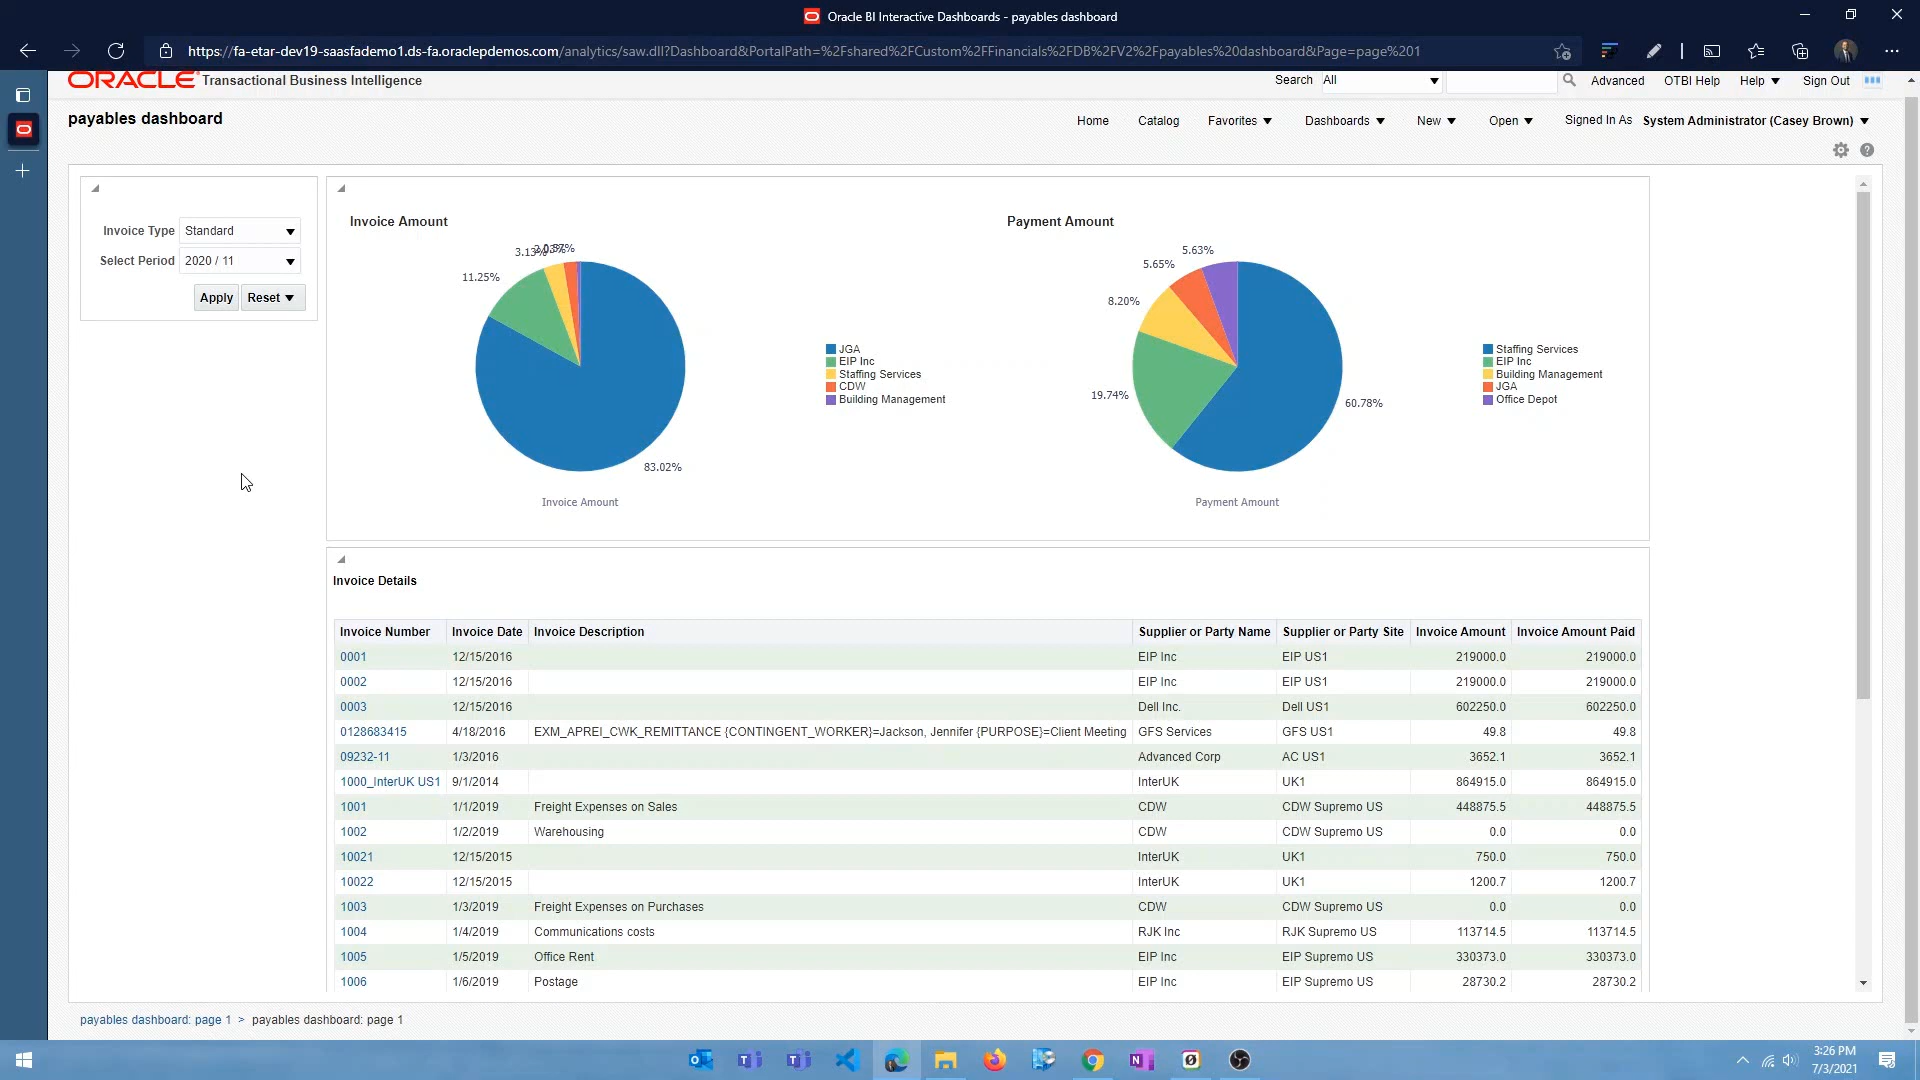 Oracle BI Interactive Dashboards - payables dashboard
https://fa-etar-dev19-saasfademo1.ds-fa.oraclepdemos.com/analytics/saw.dll?Dashboard&PortalPath=%2Fshared%2FCustom%2FFinancials%2FDB%2FV2%2Fpayables%20dashboard&Page=page%201
ORACLE Transactional Business Intelligence Search All Advanced OTBI Help Help Sign Out
payables dashboard Home Catalog Favorites Dashboards New Open Signed In As System Administrator (Casey Brown)
Invoice Type Standard
Select Period 2020 / 11
Apply Reset
Invoice Amount
3.13%
11.25%
83.02%
Invoice Amount
JGA
EIP Inc
Staffing Services
CDW
Building Management
Payment Amount
5.63%
5.65%
8.20%
19.74%
60.78%
Payment Amount
Staffing Services
EIP Inc
Building Management
JGA
Office Depot
Invoice Details
Invoice Number Invoice Date Invoice Description Supplier or Party Name Supplier or Party Site Invoice Amount Invoice Amount Paid
0001 12/15/2016 EIP Inc EIP US1 219000.0 219000.0
0002 12/15/2016 EIP Inc EIP US1 219000.0 219000.0
0003 12/15/2016 Dell Inc. Dell US1 602250.0 602250.0
0128683415 4/18/2016 EXM_APREI_CWK_REMITTANCE {CONTINGENT_WORKER}=Jackson, Jennifer {PURPOSE}=Client Meeting GFS Services GFS US1 49.8 49.8
09232-11 1/3/2016 Advanced Corp AC US1 3652.1 3652.1
1000_InterUK US1 9/1/2014 InterUK UK1 864915.0 864915.0
1001 1/1/2019 Freight Expenses on Sales CDW CDW Supremo US 448875.5 448875.5
1002 1/2/2019 Warehousing CDW CDW Supremo US 0.0 0.0
10021 12/15/2015 InterUK UK1 750.0 750.0
10022 12/15/2015 InterUK UK1 1200.7 1200.7
1003 1/3/2019 Freight Expenses on Purchases CDW CDW Supremo US 0.0 0.0
1004 1/4/2019 Communications costs RJK Inc RJK Supremo US 113714.5 113714.5
1005 1/5/2019 Office Rent EIP Inc EIP Supremo US 330373.0 330373.0
1006 1/6/2019 Postage EIP Inc EIP Supremo US 28730.2 28730.2
payables dashboard: page 1 > payables dashboard: page 1
3:26 PM
7/3/2021